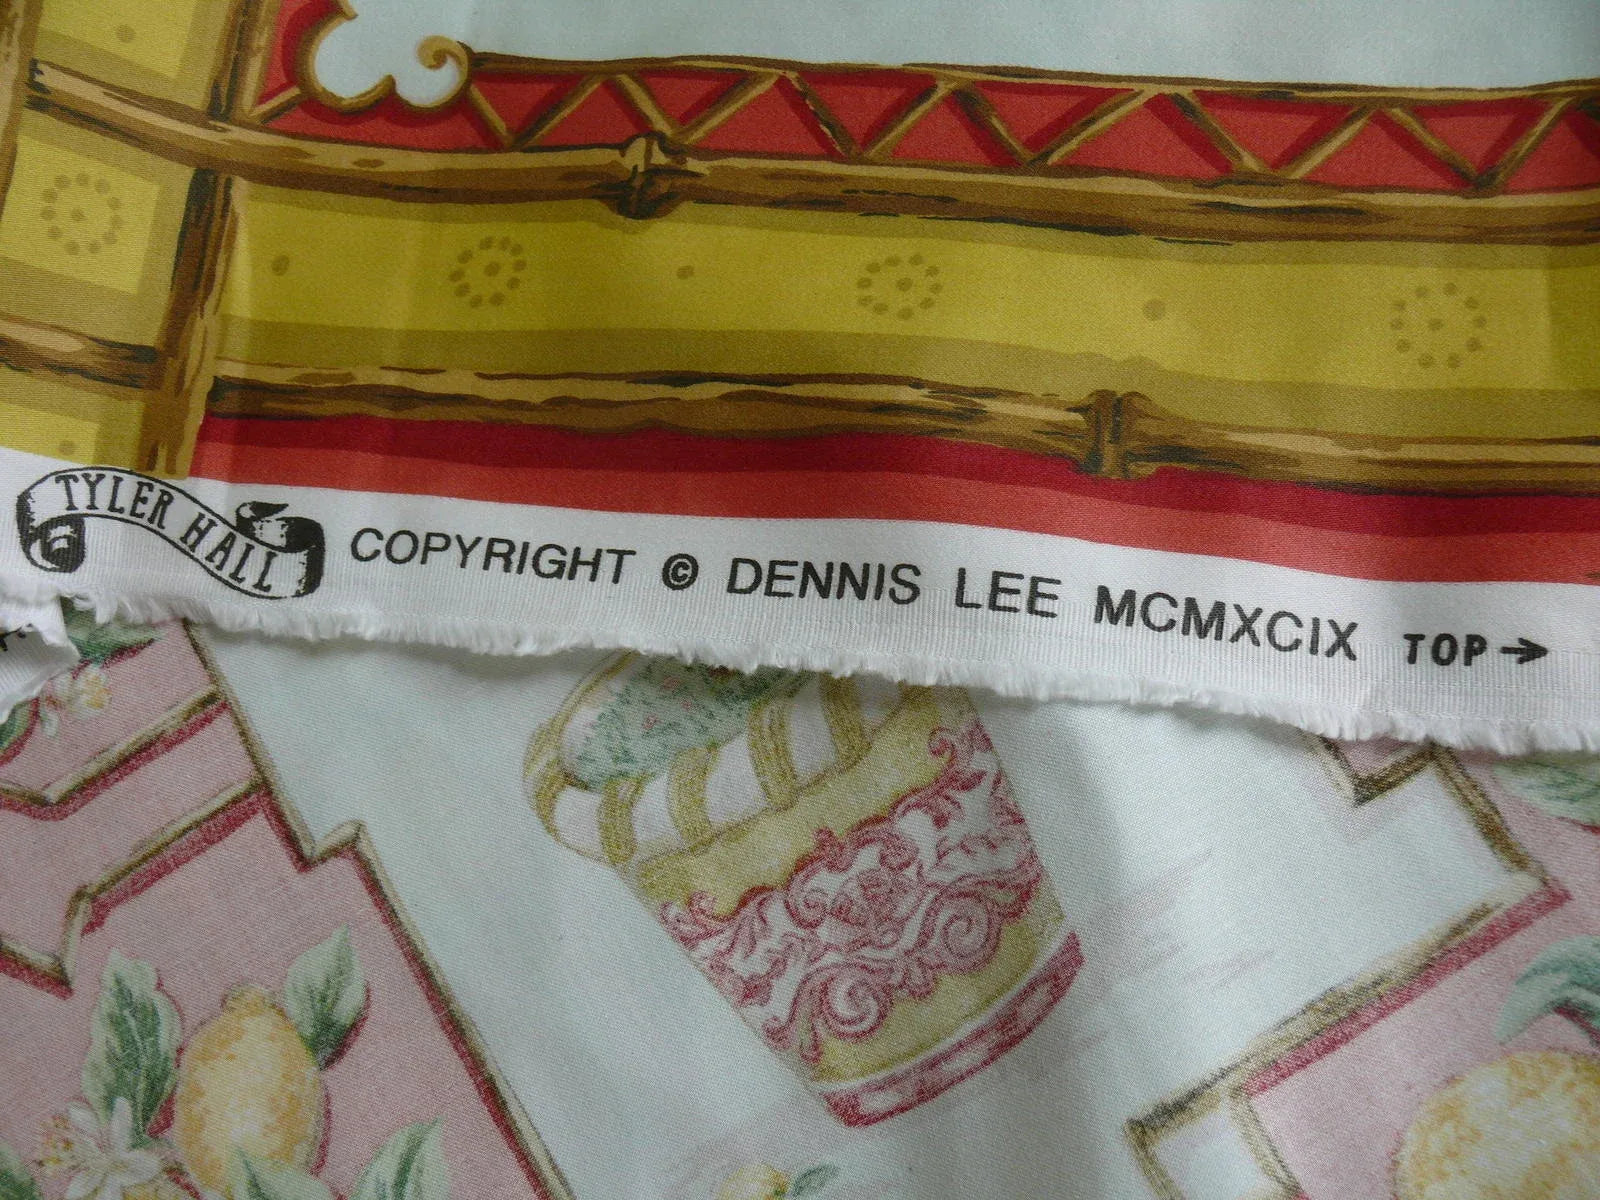 TYLER HALL COPYRIGHT © DENNIS LEE MCMXCIX TOP →